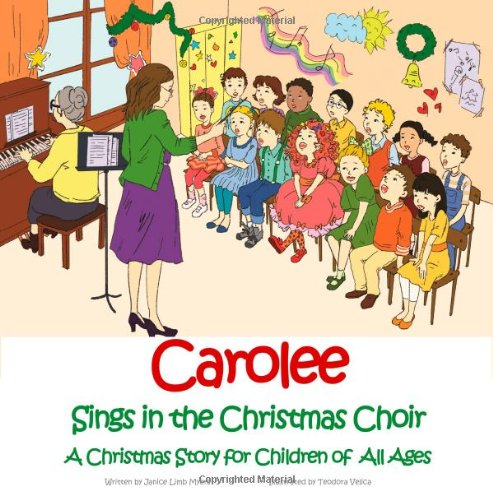 Copyrighted Material
Carolee
Sings in the Christmas Choir
A Christmas Story for Children of All Ages
Written by Janice Limb Illustrated by Teodora Velica
Copyrighted Material